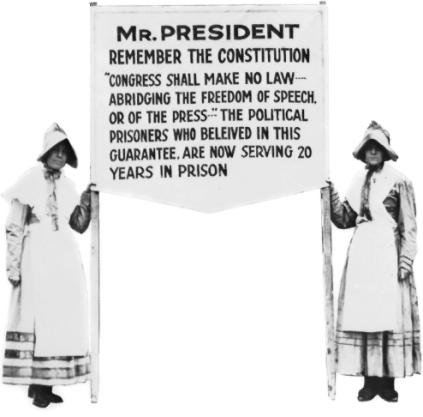 MR. PRESIDENT
REMEMBER THE CONSTITUTION
"CONGRESS SHALL MAKE NO LAW----
ABRIDGING THE FREEDOM OF SPEECH,
OR OF THE PRESS--" THE POLITICAL
PRISONERS WHO BELEIVED IN THIS
GUARANTEE, ARE NOW SERVING 20
YEARS IN PRISON